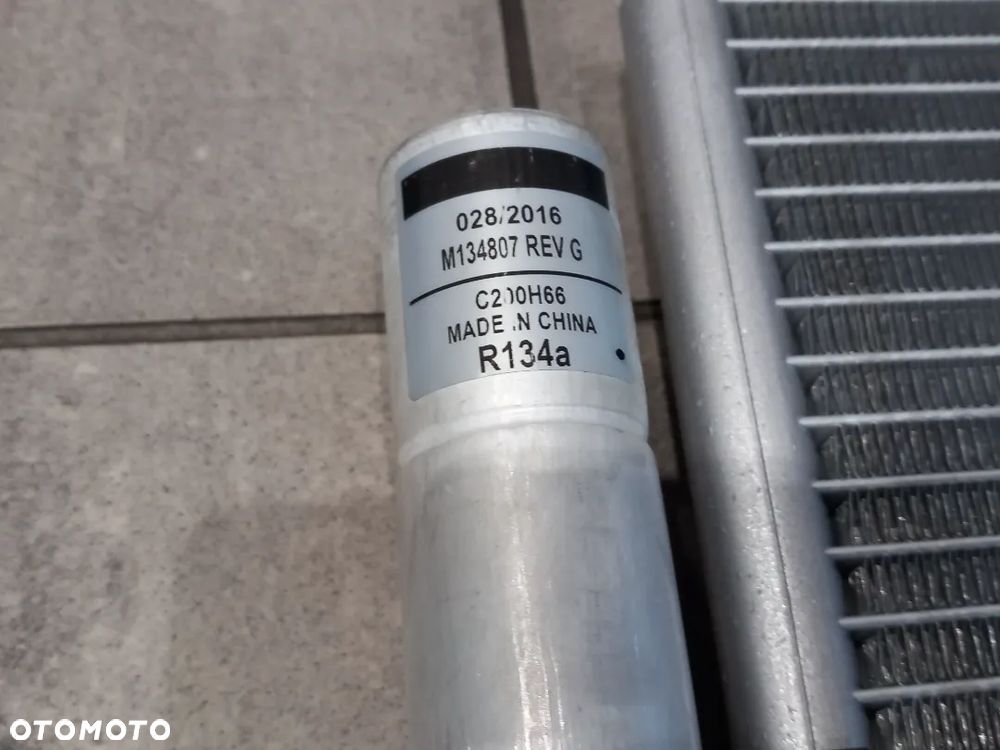 028/2016
M134807 REV G
C200H66
MADE IN CHINA
R134a
OTOMOTO